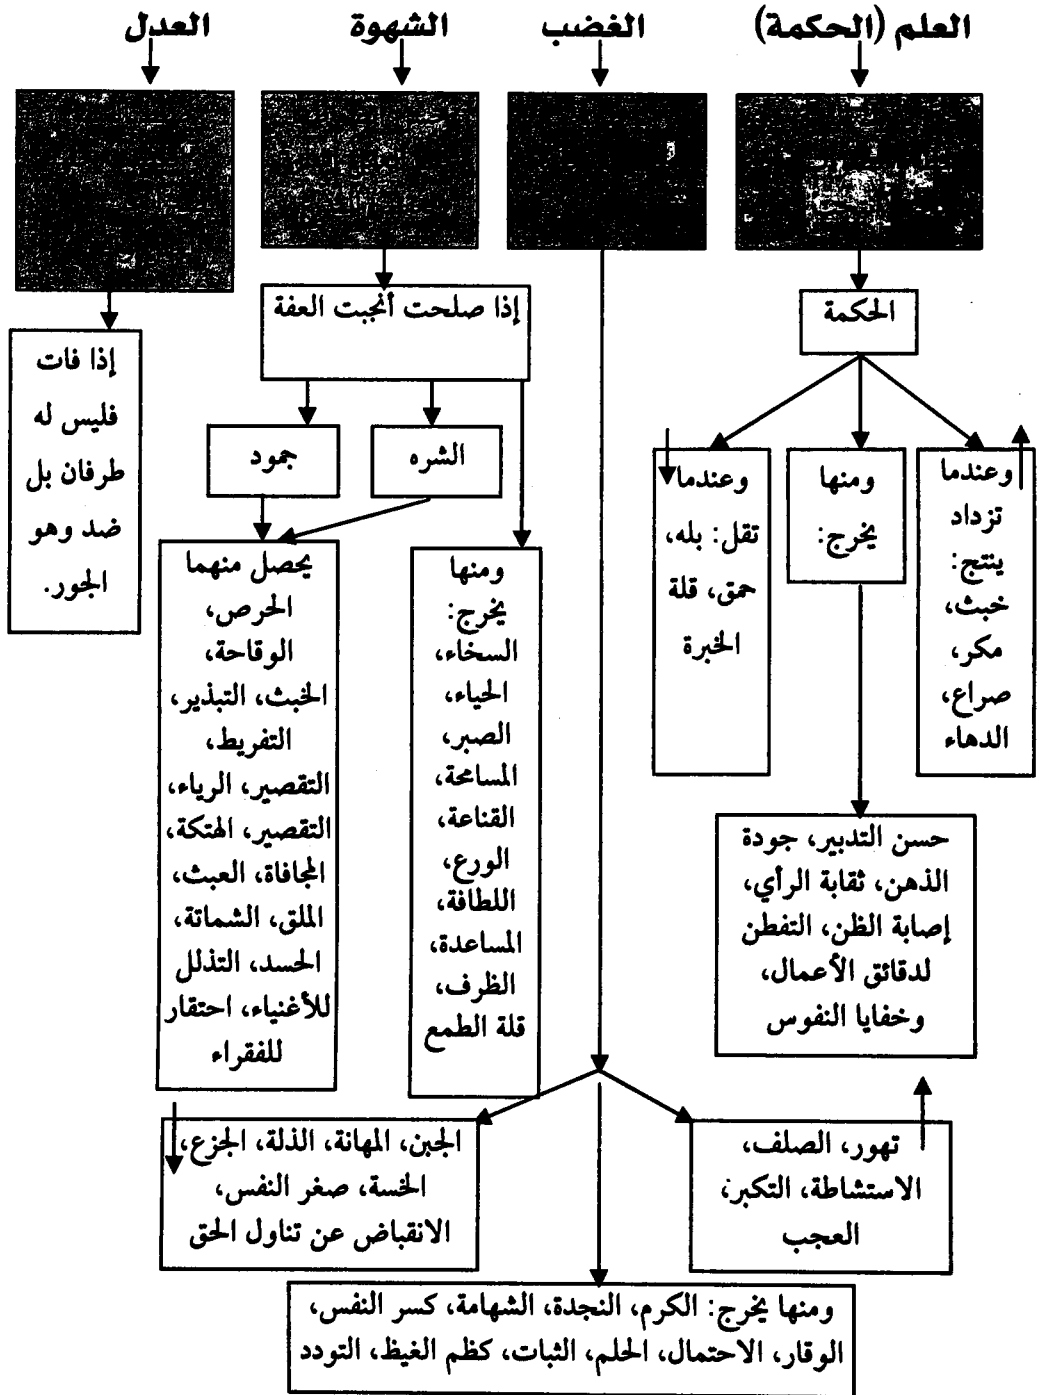 العلم (الحكمة)
الغضب
الشهوة
العدل
الحكمة
وعندما
تزداد
ينتج:
خبث،
مكر،
صراع،
الدهاء
ومنها
يخرج:
وعندما
تقل: بله،
حمق، قلة
الخبرة
حسن التدبير، جودة
الذهن، ثقابة الرأي،
إصابة الظن، التفطن
لدقائق الأعمال،
وخفايا النفوس
تهور، الصلف،
الاستشاطة، التكبر،
العجب
الجبن، المهانة، الذلة، الجزع،
الخسة، صغر النفس،
الانقباض عن تناول الحق
ومنها يخرج: الكرم، النجدة، الشهامة، كسر النفس،
الوقار، الاحتمال، الحلم، الثبات، كظم الغيظ، التودد
إذا صلحت أنجبت العفة
الشره
جمود
ومنها
يخرج:
السخاء،
الحياء،
الصبر،
المسامحة،
القناعة،
الورع،
اللطافة،
المساعدة،
الظرف،
قلة الطمع
يحصل منهما
الحرص،
الوقاحة،
الخبث، التبذير،
التفريط،
التقصير، الرياء،
التقصير، الهتكة،
المجافاة، العبث،
الملق، الشماتة،
الحسد، التذلل
للأغنياء، احتقار
للفقراء
إذا فات
فليس له
طرفان بل
ضد وهو
الجور.